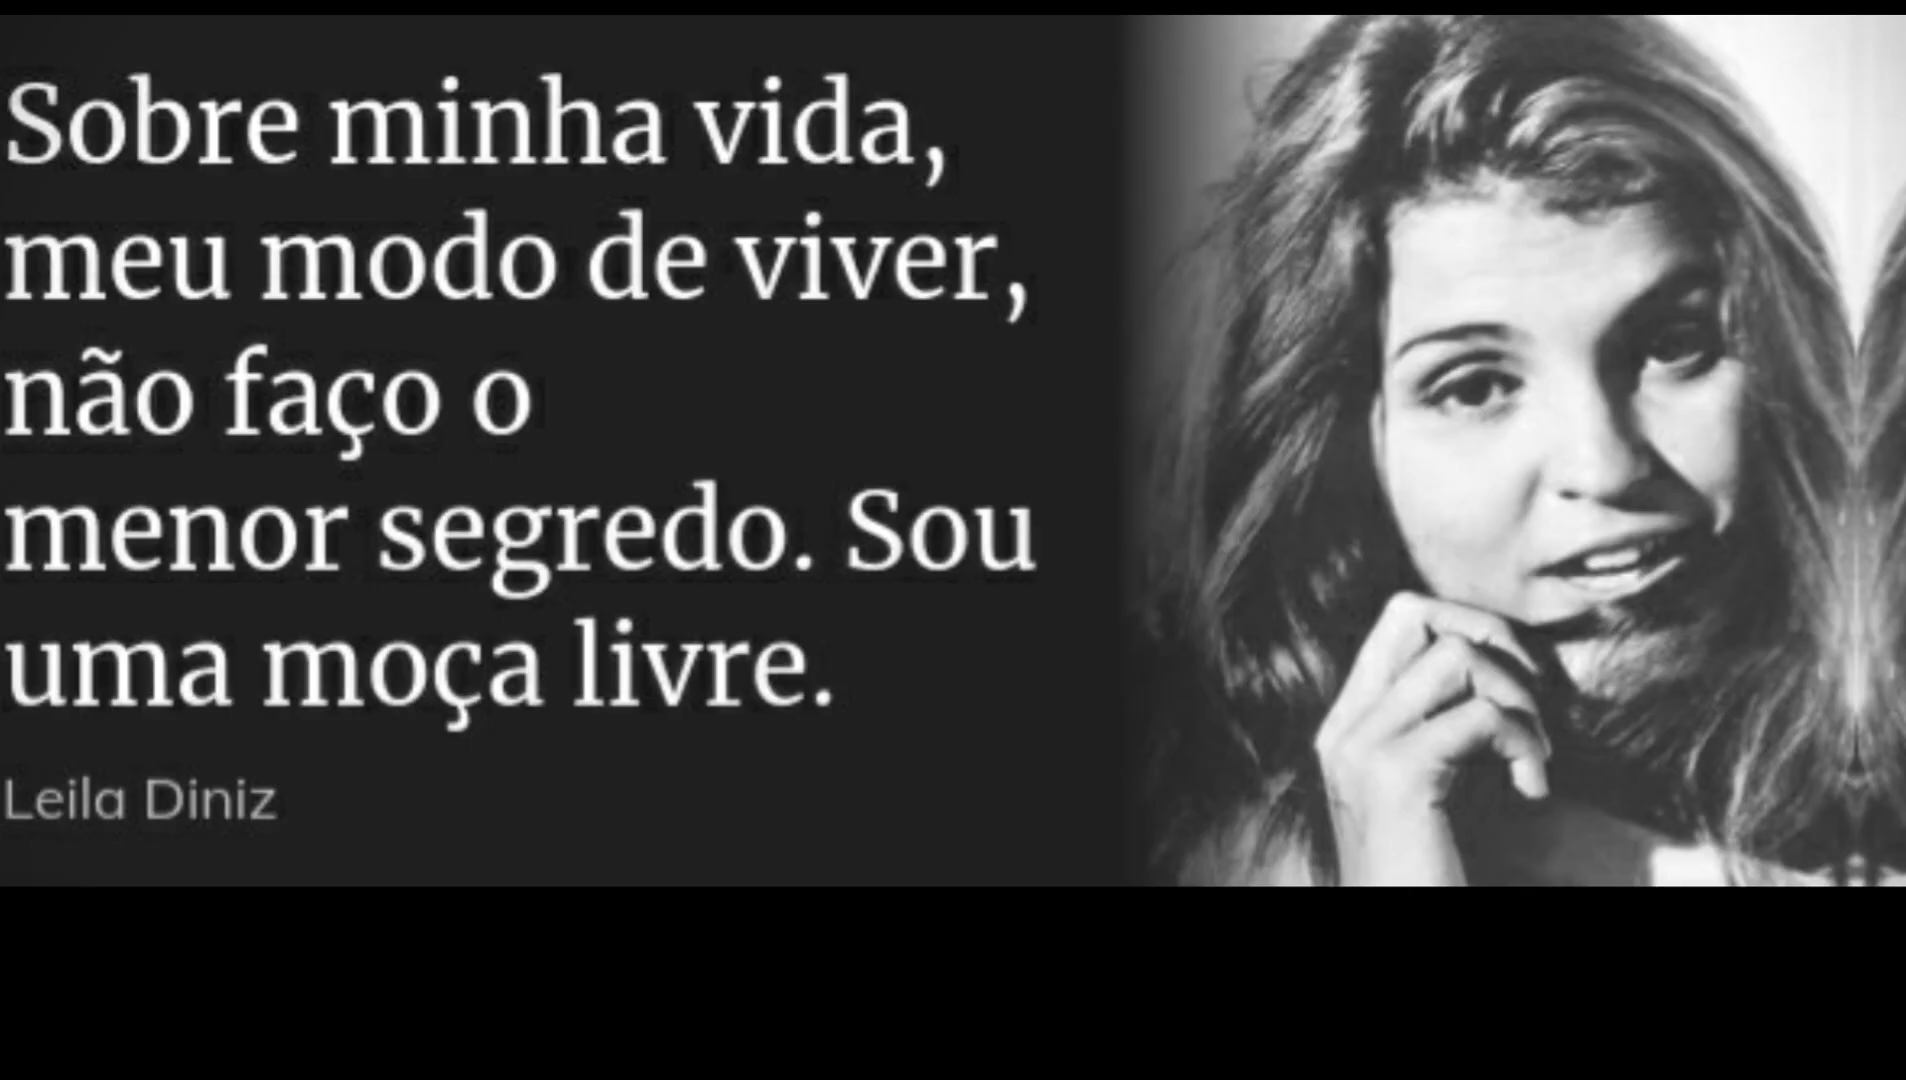 Sobre minha vida,
meu modo de viver,
não faço o
menor segredo. Sou
uma moça livre.
Leila Diniz